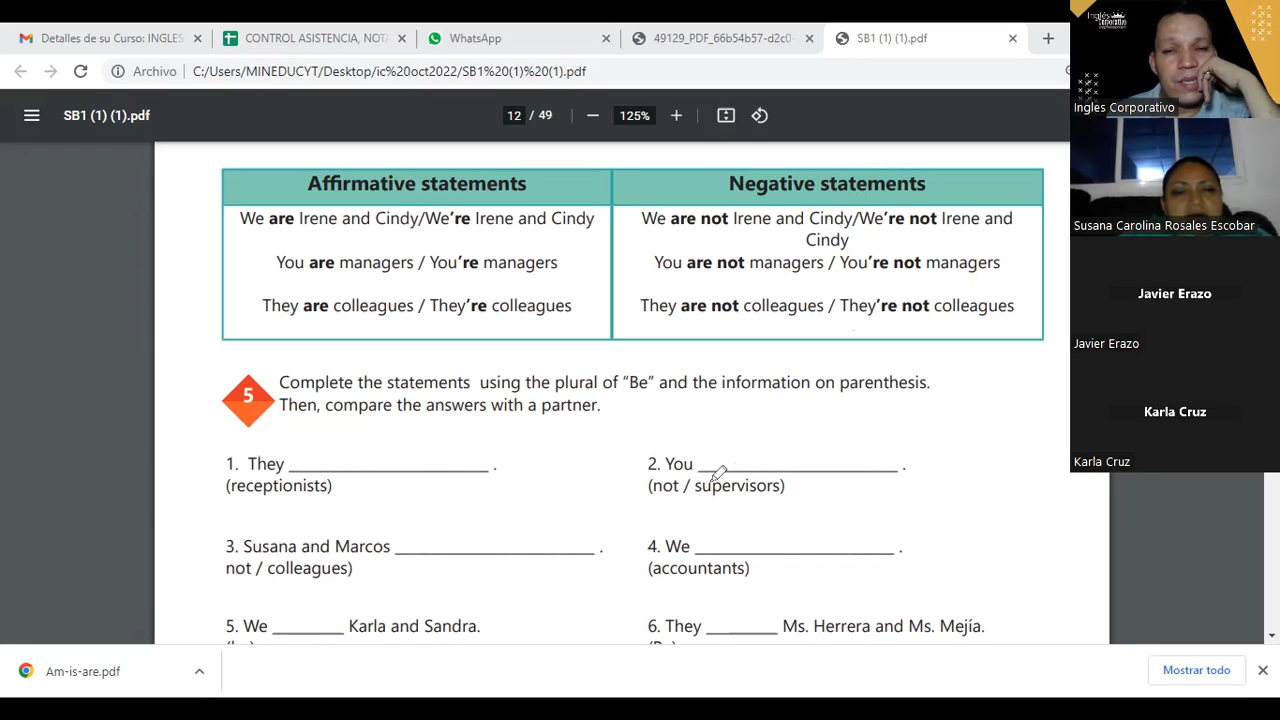 Detalles de su Curso: INGLES
CONTROL ASISTENCIA, NOTA
WhatsApp
49129_PDF_66b54b57-d2c0-
SB1 (1) (1).pdf
Archivo
C:/Users/MINEDUCYT/Desktop/ic%20oct2022/SB1%20(1)%20(1).pdf
SB1 (1) (1).pdf
12 / 49
125%
Affirmative statements
Negative statements
We are Irene and Cindy/We're Irene and Cindy
We are not Irene and Cindy/We're not Irene and
Cindy
You are managers / You're managers
You are not managers / You're not managers
They are colleagues / They're colleagues
They are not colleagues / They're not colleagues
5
Complete the statements using the plural of “Be” and the information on parenthesis.
Then, compare the answers with a partner.
1. They ______________________ .
(receptionists)
2. You ______________________ .
(not / supervisors)
3. Susana and Marcos ______________________ .
not / colleagues)
4. We ______________________ .
(accountants)
5. We ________ Karla and Sandra.
6. They ________ Ms. Herrera and Ms. Mejía.
Am-is-are.pdf
Mostrar todo
Inglés
Corporativo
Ingles Corporativo
Susana Carolina Rosales Escobar
Javier Erazo
Javier Erazo
Karla Cruz
Karla Cruz